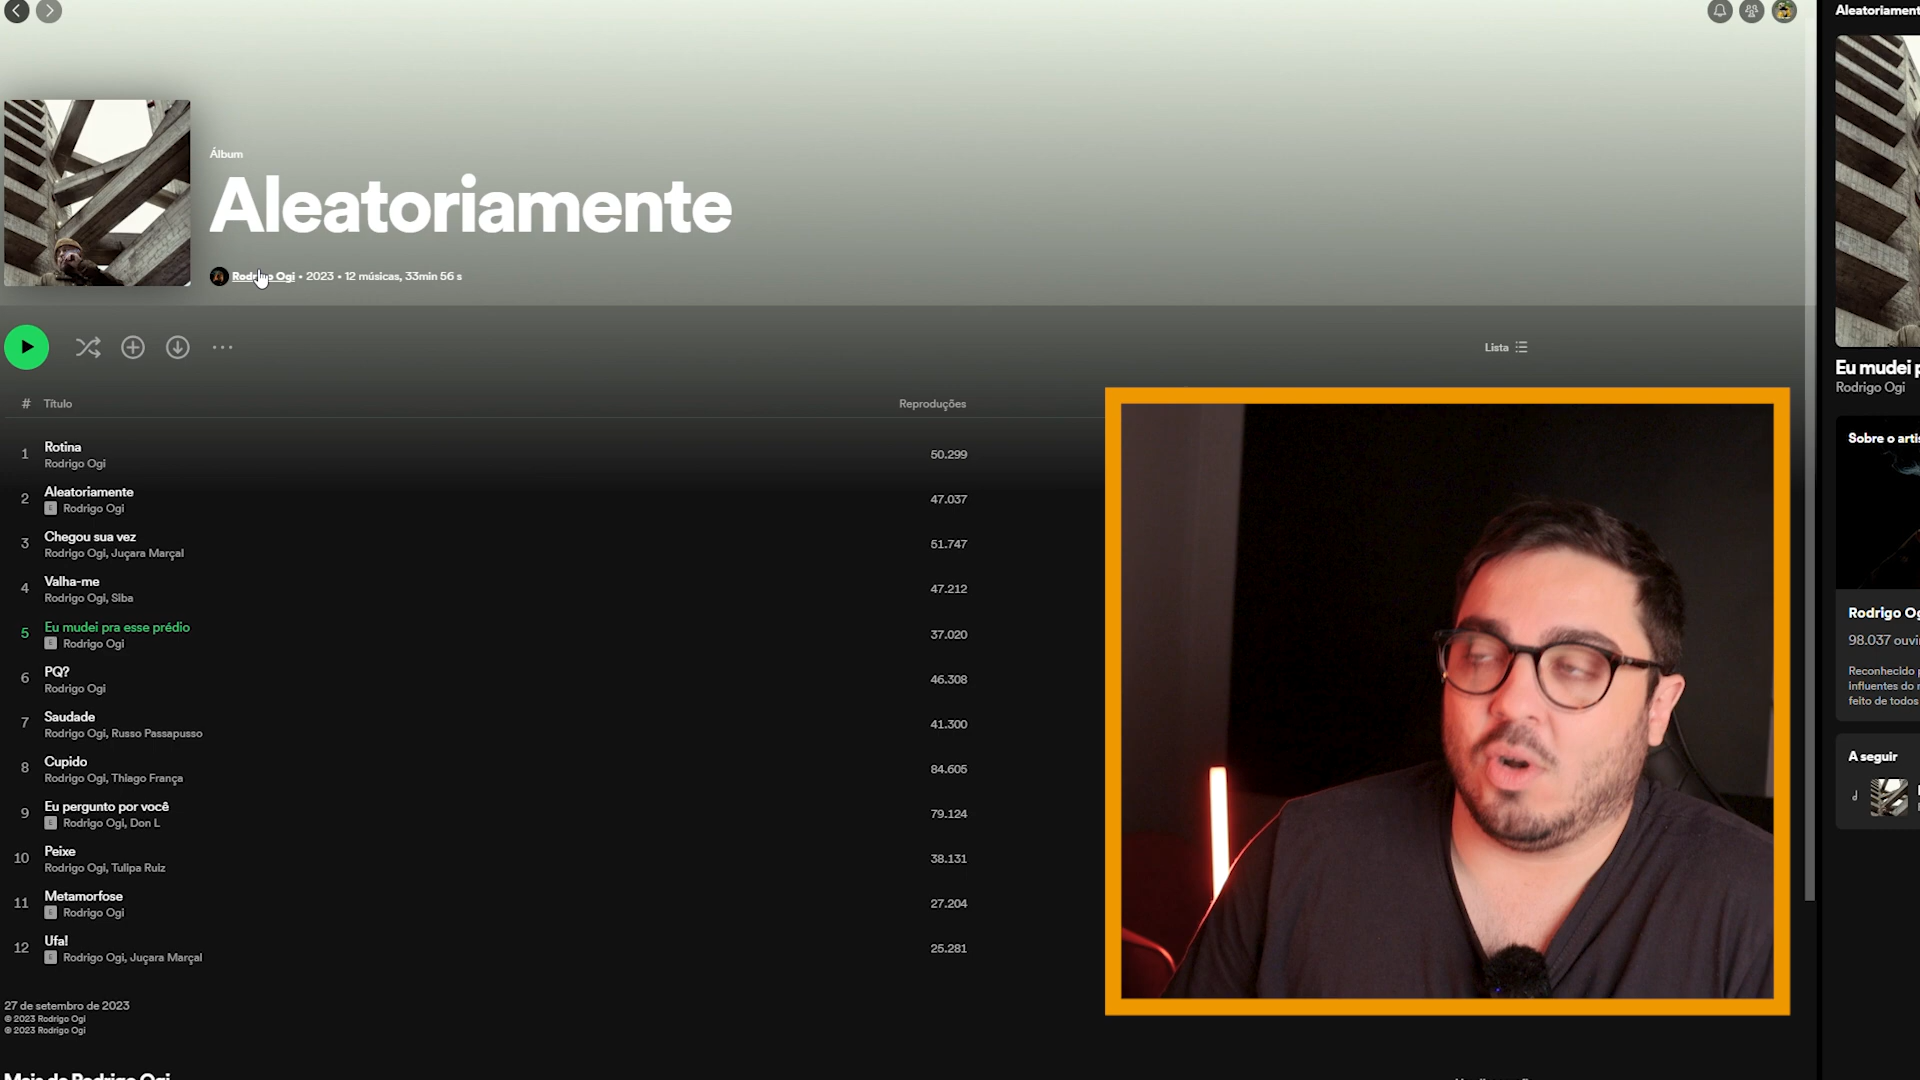 Álbum
Aleatoriamente
Rodrigo Ogi • 2023 • 12 músicas, 33min 56 s
Lista
# Título Reproduções
1 Rotina 50.299
Rodrigo Ogi
2 Aleatoriamente 47.037
E Rodrigo Ogi
3 Chegou sua vez 51.747
Rodrigo Ogi, Juçara Marçal
4 Valha-me 47.212
Rodrigo Ogi, Siba
5 Eu mudei pra esse prédio 37.020
E Rodrigo Ogi
6 PQ? 46.308
Rodrigo Ogi
7 Saudade 41.300
Rodrigo Ogi, Russo Passapusso
8 Cupido 84.605
Rodrigo Ogi, Thiago França
9 Eu pergunto por você 79.124
E Rodrigo Ogi, Don L
10 Peixe 38.131
Rodrigo Ogi, Tulipa Ruiz
11 Metamorfose 27.204
E Rodrigo Ogi
12 Ufa! 25.281
E Rodrigo Ogi, Juçara Marçal
27 de setembro de 2023
© 2023 Rodrigo Ogi
℗ 2023 Rodrigo Ogi
Mais de Rodrigo Ogi
Aleatoriament
Eu mudei p
Rodrigo Ogi
Sobre o artis
Rodrigo Og
98.037 ouvi
Reconhecido p
influentes do r
feito de todos
A seguir